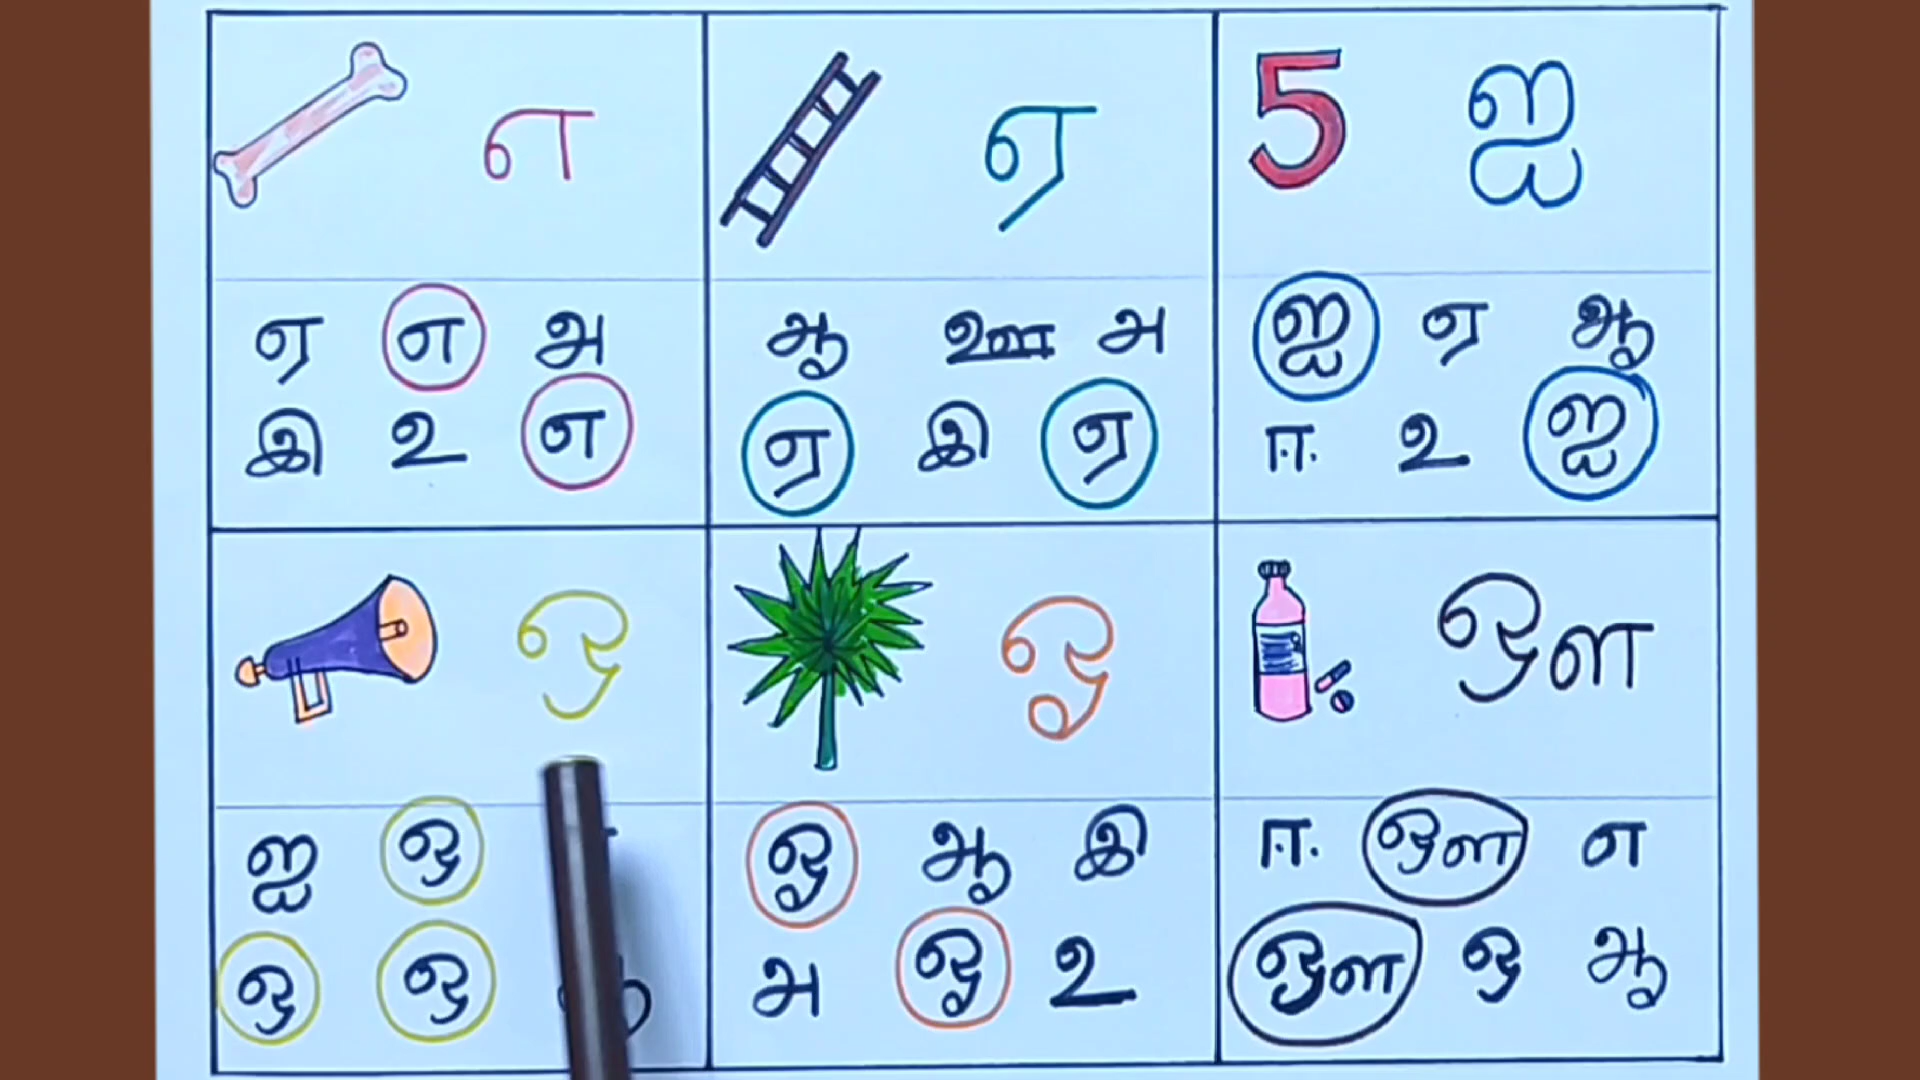 எ
ஏ
5 ஐ
ஏ எ அ
இ உ எ
ஆ ஊ அ
ஏ இ ஏ
ஐ ஏ ஆ
ஈ உ ஐ
ஒ
ஓ
ஔ
ஐ ஒ
ஒ ஒ
ஓ ஆ இ
அ ஓ உ
ஈ ஔ எ
ஔ ஒ ஆ